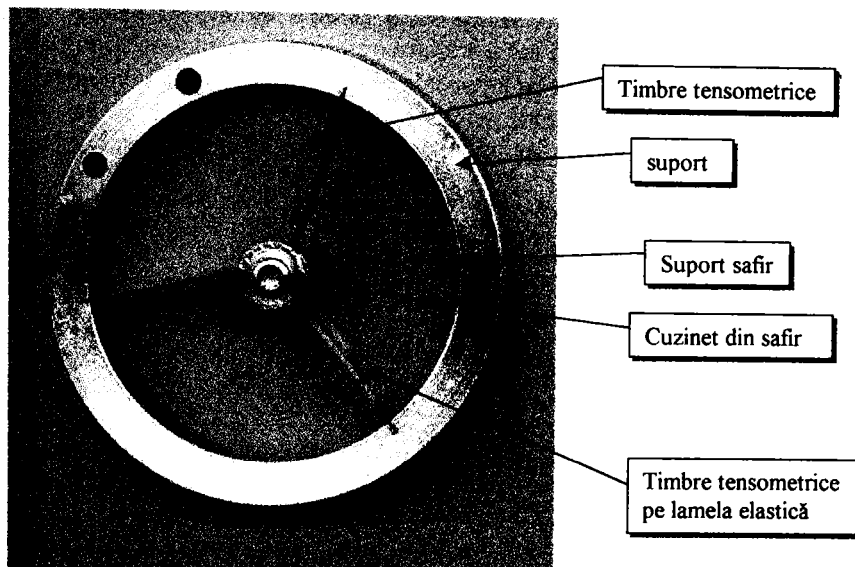 Timbre tensometrice
suport
Suport safir
Cuzinet din safir
Timbre tensometrice
pe lamela elastică